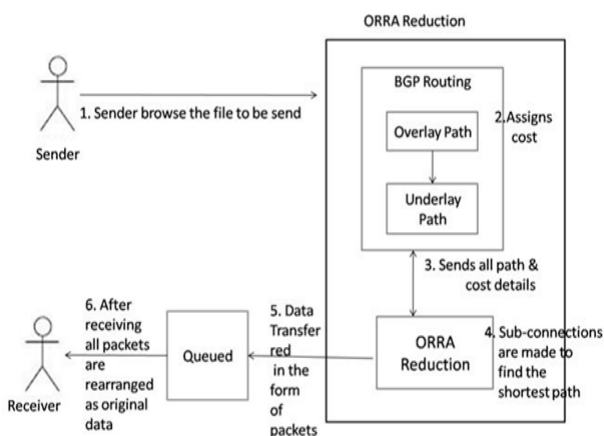 ORRA Reduction
BGP Routing
1. Sender browse the file to be send
Sender
Overlay Path
2.Assigns
cost
Underlay
Path
3. Sends all path &
cost details
ORRA
Reduction
4. Sub-connections
are made to
find the
shortest path
5. Data
Transfer
red
in the
form
of
packets
Queued
6. After
receiving
all packets
are
rearranged
as original
data
Receiver